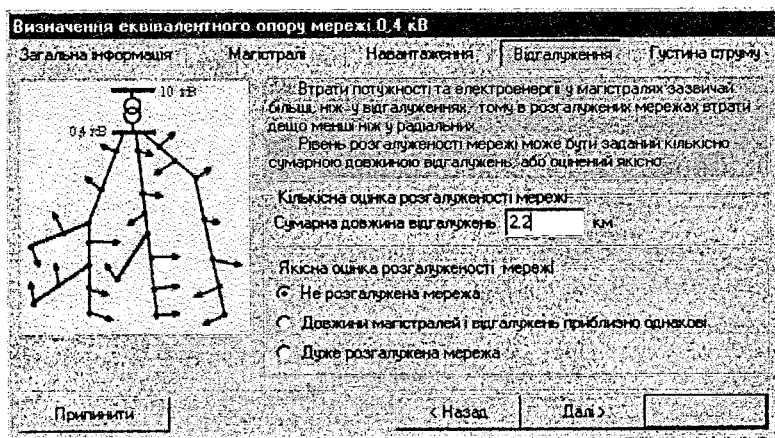 Визначення еквівалентного опору мережі 0,4 кВ
Загальна інформація Магістралі Навантаження Відгалуження Густина струму
10 кВ
0,4 кВ
Втрати потужності та електроенергії у магістралях зазвичай
більші, ніж у відгалуженнях, тому в розгалужених мережах втрати
дещо менші ніж у радіальних.
Рівень розгалуженості мережі може бути заданий кількісно
сумарною довжиною відгалужень, або оцінений якісно.
Кількісна оцінка розгалуженості мережі
Сумарна довжина відгалужень 2.2 км
Якісна оцінка розгалуженості мережі
Не розгалужена мережа
Довжини магістралей і відгалужень приблизно однакові.
Дуже розгалужена мережа
Припинити < Назад Далі >